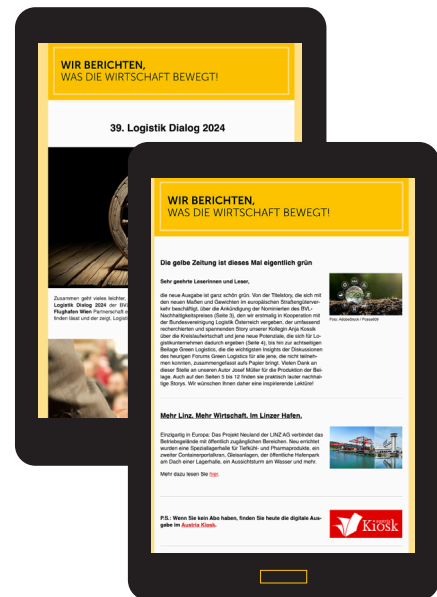 WIR BERICHTEN,
WAS DIE WIRTSCHAFT BEWEGT!
39. Logistik Dialog 2024
Zusammen geht vieles leichter,
Logistik Dialog 2024 der BV
Flughafen Wien Partnerschaft e
finden lässt und der zeigt. Logist
WIR BERICHTEN,
WAS DIE WIRTSCHAFT BEWEGT!
Die gelbe Zeitung ist dieses Mal eigentlich grün
Sehr geehrte Leserinnen und Leser,
die neue Ausgabe ist ganz schön grün. Von der Titelstory, die sich mit
den neuen Maßen und Gewichten im europäischen Straßengüterver-
kehr beschäftigt, über die Ankündigung der Nominierten des BVL-
Nachhaltigkeitspreises (Seite 3), den wir erstmalig in Kooperation mit
der Bundesvereinigung Logistik Österreich vergeben, der umfassend
recherchierten und spannenden Story unserer Kollegin Anja Kossik
über die Kreislaufwirtschaft und jene neue Potenziale, die sich für Lo-
gistikunternehmen dadurch ergeben (Seite 4), bis hin zur achtseitigen
Beilage Green Logistics, die die wichtigsten Insights der Diskussionen
des heurigen Forums Green Logistics für alle jene, die nicht teilneh-
men konnten, zusammengefasst aufs Papier bringt. Vielen Dank an
dieser Stelle an unseren Autor Josef Müller für die Produktion der Bei-
lage. Auch auf den Seiten 5 bis 12 finden sie praktisch lauter nachhal-
tige Storys. Wir wünschen Ihnen daher eine inspirierende Lektüre!
Foto: AdobeStock / Fosse609
Mehr Linz. Mehr Wirtschaft. Im Linzer Hafen.
Einzigartig in Europa: Das Projekt Neuland der LINZ AG verbindet das
Betriebsgelände mit öffentlich zugänglichen Bereichen. Neu errichtet
wurden eine Spezialagerhalle für Tiefkühl- und Pharmaprodukte, ein
zweiter Containerportalkran, Gleisanlagen, der öffentliche Hafenpark
am Dach einer Lagerhalle, ein Aussichtsturm am Wasser und mehr.
Mehr dazu lesen Sie hier.
P.S.: Wenn Sie kein Abo haben, finden Sie heute die digitale Aus-
gabe im Austria Kiosk.
Kiosk